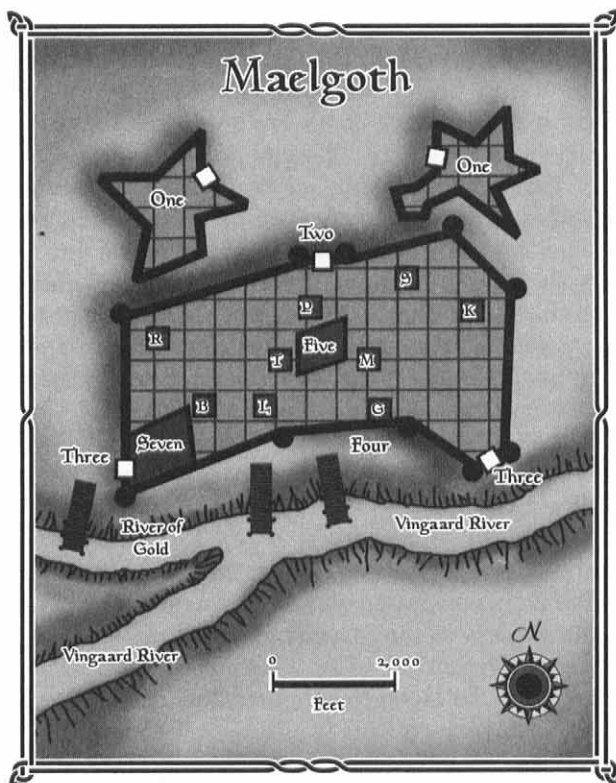 Maelgoth
One
One
Two
S
P
K
R
Five
T
M
B
L
G
Seven
Four
Three
Three
River of
Gold
Vingaard River
Vingaard River
N
0 2,000
Feet